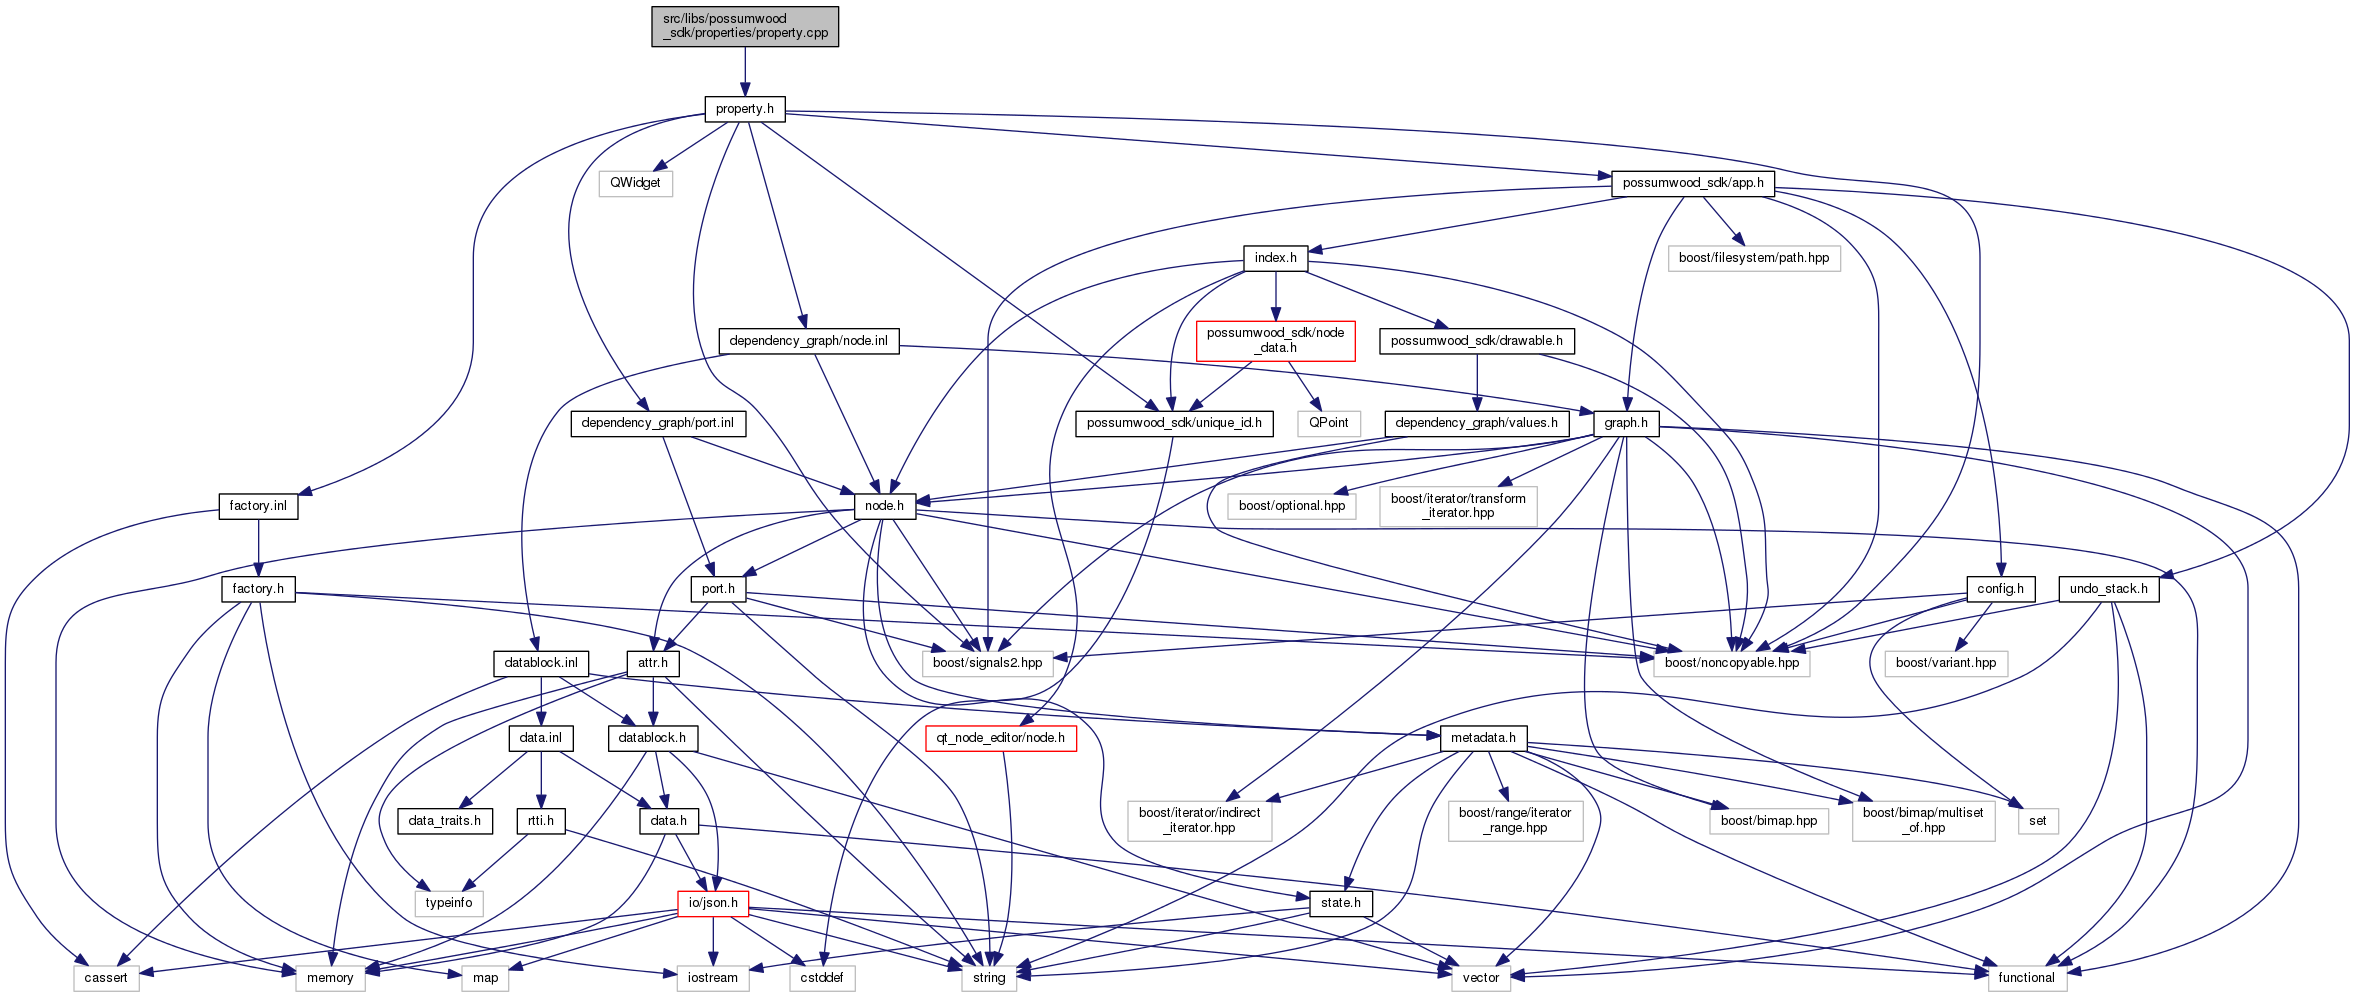 src/libs/possumwood
_sdk/properties/property.cpp
property.h
QWidget
possumwood_sdk/app.h
index.h
boost/filesystem/path.hpp
dependency_graph/node.inl
possumwood_sdk/node
_data.h
possumwood_sdk/drawable.h
dependency_graph/port.inl
possumwood_sdk/unique_id.h
QPoint
dependency_graph/values.h
graph.h
factory.inl
node.h
boost/optional.hpp
boost/iterator/transform
_iterator.hpp
factory.h
port.h
config.h
undo_stack.h
datablock.inl
attr.h
boost/signals2.hpp
boost/noncopyable.hpp
boost/variant.hpp
data.inl
datablock.h
qt_node_editor/node.h
metadata.h
data_traits.h
rtti.h
data.h
boost/iterator/indirect
_iterator.hpp
boost/range/iterator
_range.hpp
boost/bimap.hpp
boost/bimap/multiset
_of.hpp
set
typeinfo
io/json.h
state.h
cassert
memory
map
iostream
cstddef
string
vector
functional